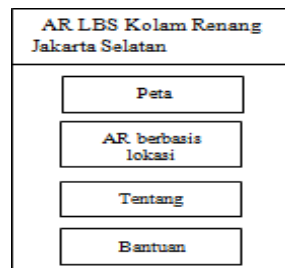 AR LBS Kolam Renang
Jakarta Selatan
Peta
AR berbasis
lokasi
Tentang
Bantuan